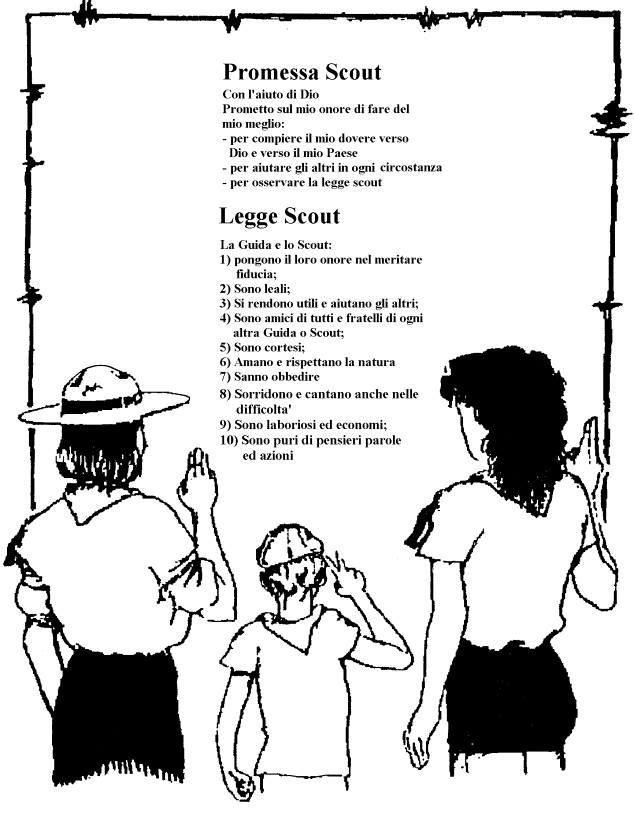 Promessa Scout
Con l'aiuto di Dio
Prometto sul mio onore di fare del
mio meglio:
- per compiere il mio dovere verso
Dio e verso il mio Paese
- per aiutare gli altri in ogni circostanza
- per osservare la legge scout
Legge Scout
La Guida e lo Scout:
1) pongono il loro onore nel meritare
fiducia;
2) Sono leali;
3) Si rendono utili e aiutano gli altri;
4) Sono amici di tutti e fratelli di ogni
altra Guida o Scout;
5) Sono cortesi;
6) Amano e rispettano la natura
7) Sanno obbedire
8) Sorridono e cantano anche nelle
difficolta'
9) Sono laboriosi ed economi;
10) Sono puri di pensieri parole
ed azioni